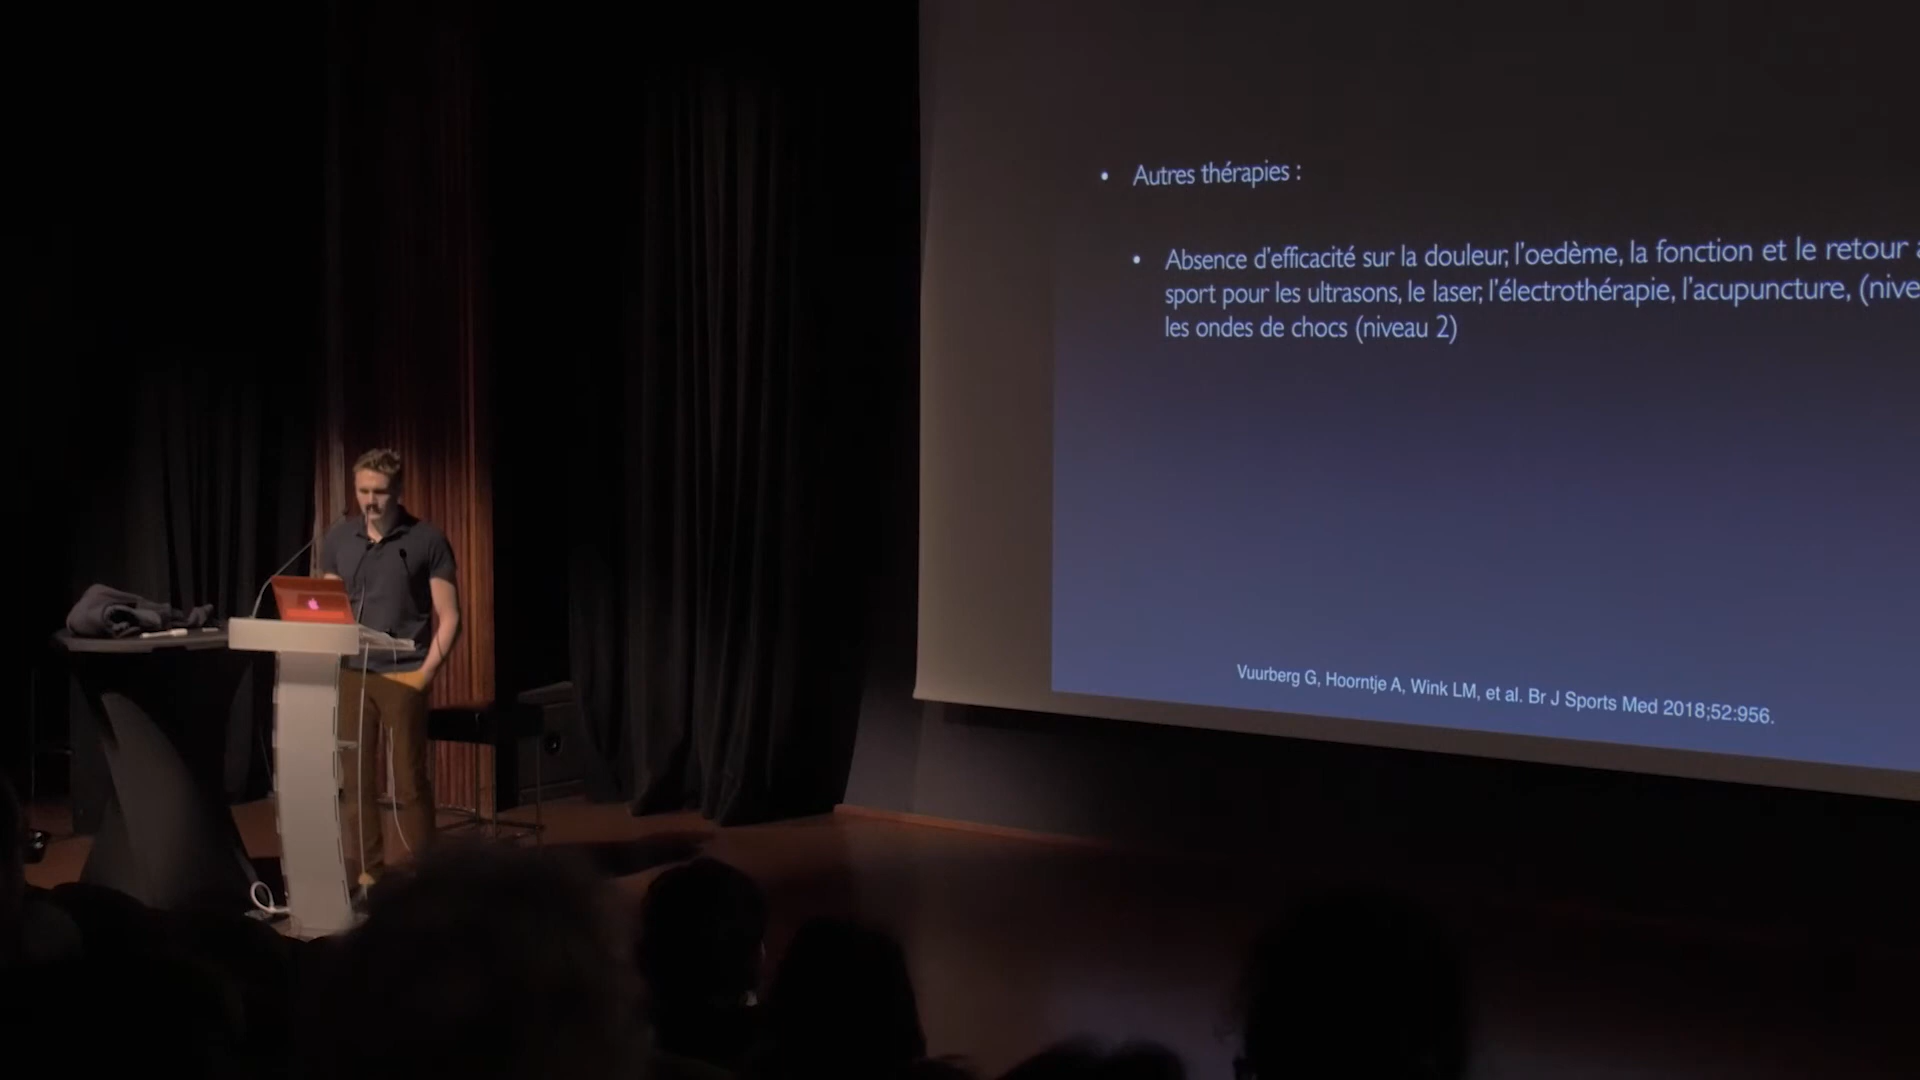 • Autres thérapies :
• Absence d'efficacité sur la douleur, l'oedème, la fonction et le retour
sport pour les ultrasons, le laser, l'électrothérapie, l'acupuncture, (nive
les ondes de chocs (niveau 2)
Vuurberg G, Hoorntje A, Wink LM, et al. Br J Sports Med 2018;52:956.